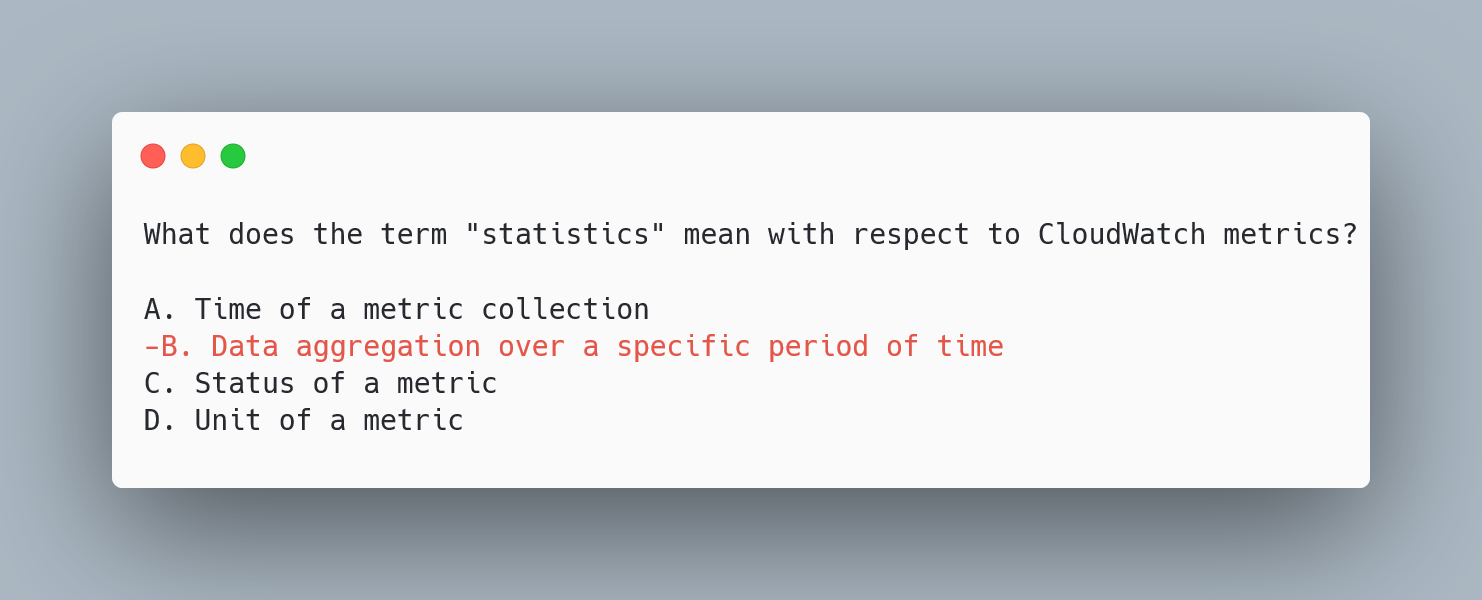 What does the term "statistics" mean with respect to CloudWatch metrics?
A. Time of a metric collection
-B. Data aggregation over a specific period of time
C. Status of a metric
D. Unit of a metric